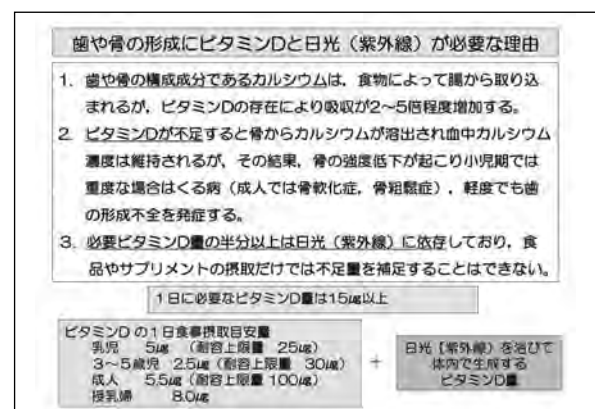 歯や骨の形成にビタミンDと日光（紫外線）が必要な理由
1. 歯や骨の構成成分であるカルシウムは，食物によって腸から取り込
まれるが，ビタミンDの存在により吸収が2〜5倍程度増加する。
2. ビタミンDが不足すると骨からカルシウムが溶出され血中カルシウム
濃度は維持されるが，その結果，骨の強度低下が起こり小児期では
重度な場合はくる病（成人では骨軟化症，骨粗鬆症），軽度でも歯
の形成不全を発症する。
3. 必要ビタミンD量の半分以上は日光（紫外線）に依存しており，食
品やサプリメントの摂取だけでは不足量を補足することはできない。
1日に必要なビタミンD量は15μg以上
ビタミンDの1日食事摂取目安量
乳児 5μg （耐容上限量 25μg）
3〜5歳児 2.5μg（耐容上限量 30μg）
成人 5.5μg（耐容上限量 100μg）
授乳婦 8.0μg
+
日光（紫外線）を浴びて
体内で生成する
ビタミンD量